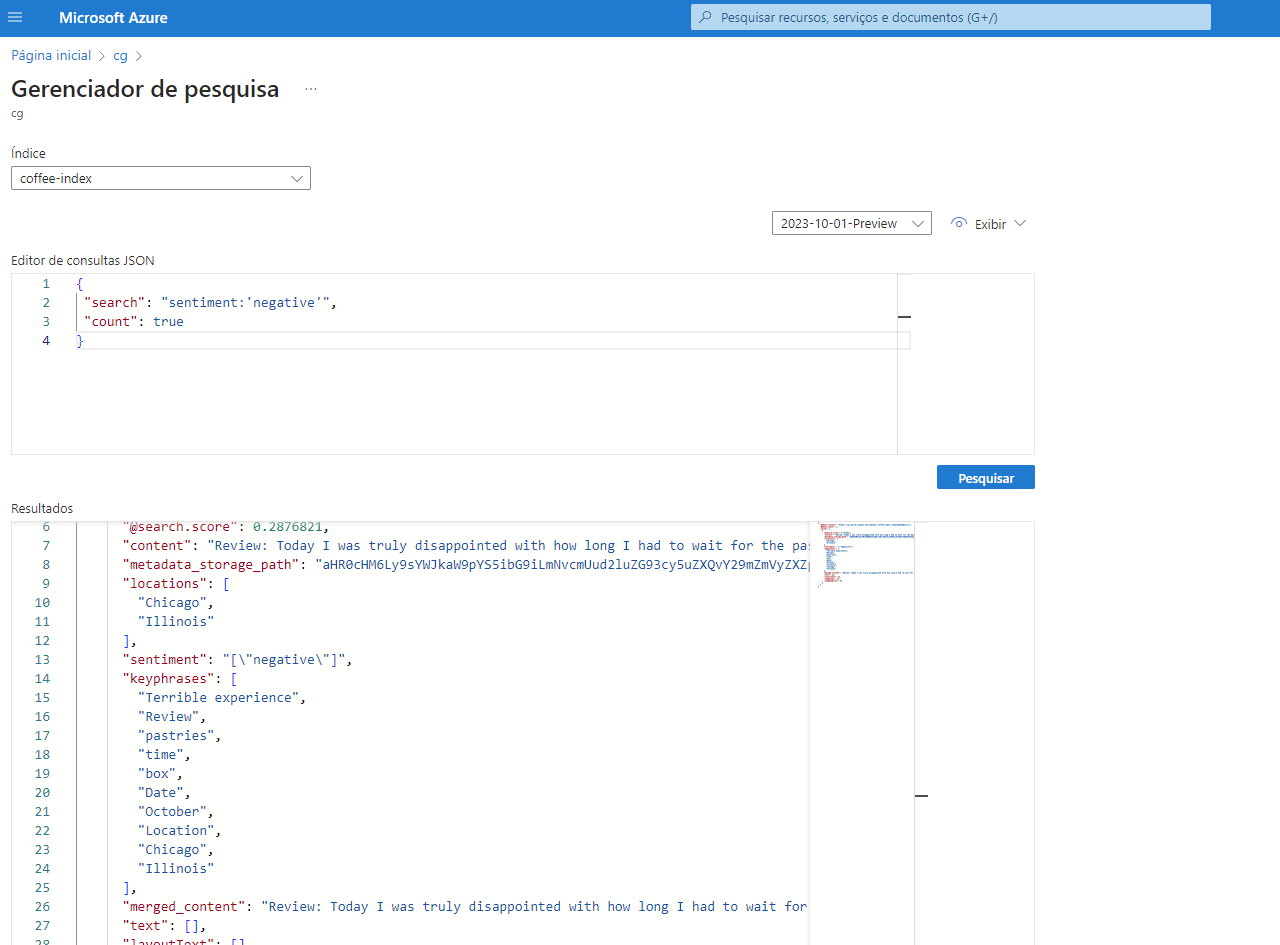 Microsoft Azure
Pesquisar recursos, serviços e documentos (G+/)
Página inicial > cg >
Gerenciador de pesquisa ...
cg
Índice
coffee-index
2023-10-01-Preview
Exibir
Editor de consultas JSON
1 {
2 "search": "sentiment:'negative'",
3 "count": true
4 }
Pesquisar
Resultados
6 "@search.score": 0.2876821,
7 "content": "Review: Today I was truly disappointed with how long I had to wait for the pas
8 "metadata_storage_path": "aHR0cHM6Ly9sYWJkaW9pYS5ibG9iLmNvcmUud2luZG93cy5uZXQvY29mZmVyZXZp
9 "locations": [
10 "Chicago",
11 "Illinois"
12 ],
13 "sentiment": "[\"negative\"]",
14 "keyphrases": [
15 "Terrible experience",
16 "Review",
17 "pastries",
18 "time",
19 "box",
20 "Date",
21 "October",
22 "Location",
23 "Chicago",
24 "Illinois"
25 ],
26 "merged_content": "Review: Today I was truly disappointed with how long I had to wait for
27 "text": [],
28 "layoutText": []